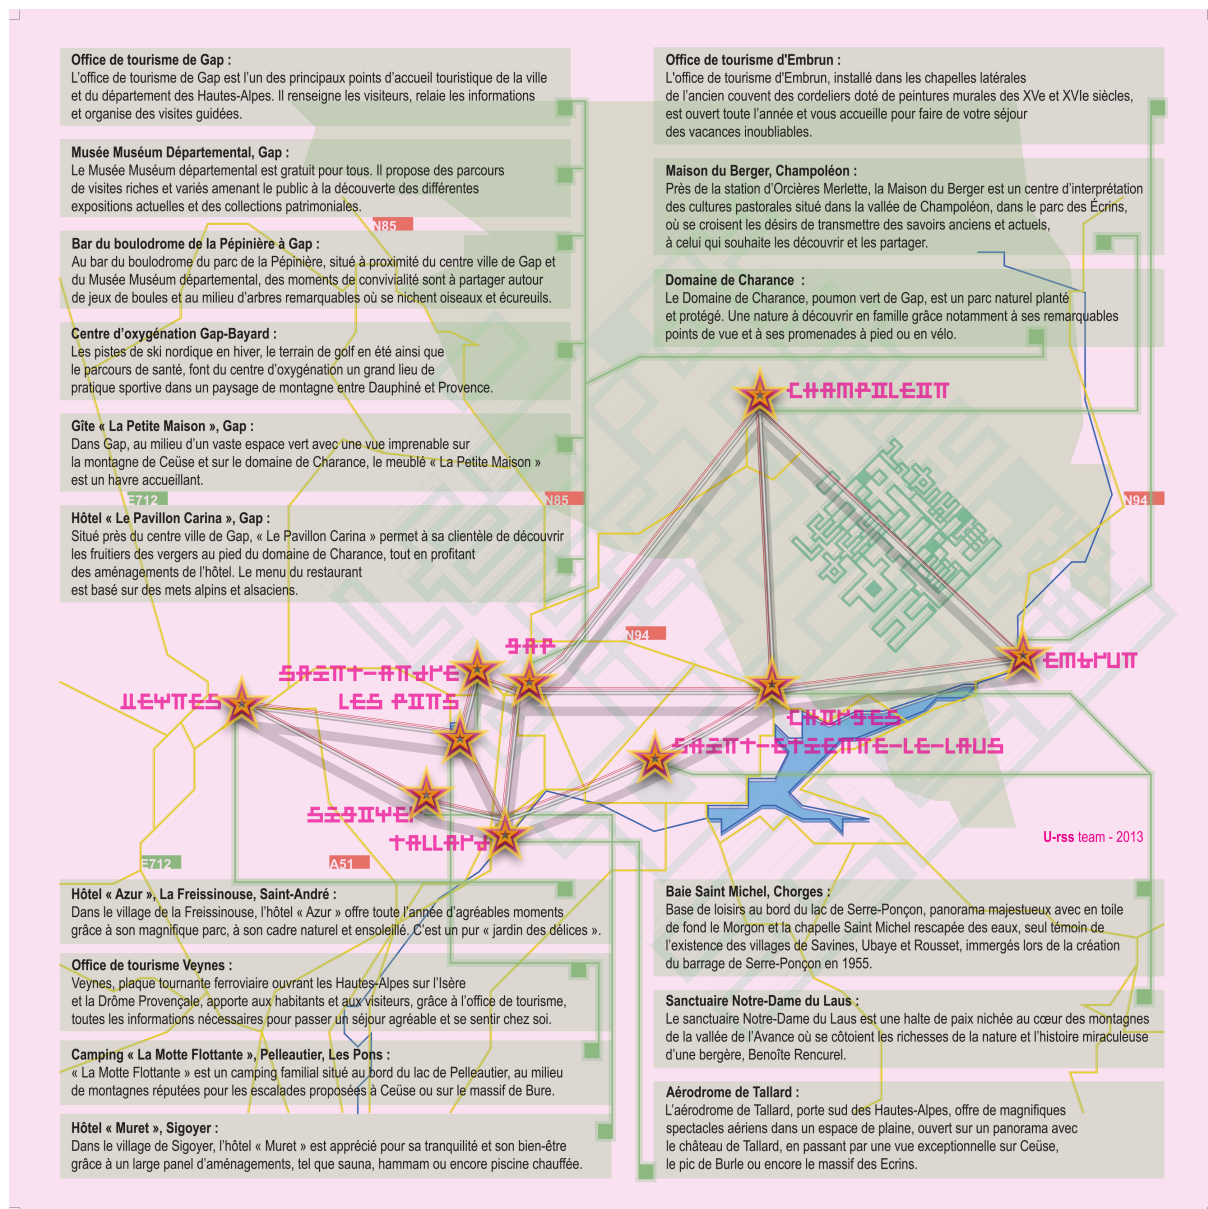 Office de tourisme de Gap :
L'office de tourisme de Gap est l'un des principaux points d'accueil touristique de la ville
et du département des Hautes-Alpes. Il renseigne les visiteurs, relaie les informations
et organise des visites guidées.
Musée Muséum Départemental, Gap :
Le Musée Muséum départemental est gratuit pour tous. Il propose des parcours
de visites riches et variés amenant le public à la découverte des différentes
expositions actuelles et des collections patrimoniales.
N85
Bar du boulodrome de la Pépinière à Gap :
Au bar du boulodrome du parc de la Pépinière, situé à proximité du centre ville de Gap et
du Musée Muséum départemental, des moments de convivialité sont à partager autour
de jeux de boules et au milieu d'arbres remarquables où se nichent oiseaux et écureuils.
Centre d'oxygénation Gap-Bayard :
Les pistes de ski nordique en hiver, le terrain de golf en été ainsi que
le parcours de santé, font du centre d'oxygénation un grand lieu de
pratique sportive dans un paysage de montagne entre Dauphiné et Provence.
Gîte « La Petite Maison », Gap :
Dans Gap, au milieu d'un vaste espace vert avec une vue imprenable sur
la montagne de Ceüse et sur le domaine de Charance, le meublé « La Petite Maison »
est un havre accueillant.
E712
N85
Hôtel « Le Pavillon Carina », Gap :
Situé près du centre ville de Gap, « Le Pavillon Carina » permet à sa clientèle de découvrir
les fruitiers des vergers au pied du domaine de Charance, tout en profitant
des aménagements de l'hôtel. Le menu du restaurant
est basé sur des mets alpins et alsaciens.
Office de tourisme d'Embrun :
L'office de tourisme d'Embrun, installé dans les chapelles latérales
de l'ancien couvent des cordeliers doté de peintures murales des XVe et XVIe siècles,
est ouvert toute l'année et vous accueille pour faire de votre séjour
des vacances inoubliables.
Maison du Berger, Champoléon :
Près de la station d'Orcières Merlette, la Maison du Berger est un centre d'interprétation
des cultures pastorales situé dans la vallée de Champoléon, dans le parc des Écrins,
où se croisent les désirs de transmettre des savoirs anciens et actuels,
à celui qui souhaite les découvrir et les partager.
Domaine de Charance :
Le Domaine de Charance, poumon vert de Gap, est un parc naturel planté
et protégé. Une nature à découvrir en famille grâce notamment à ses remarquables
points de vue et à ses promenades à pied ou en vélo.
CHAMPOLEON
N94
N94
GAP
SAINT-ANDRE
LES PONS
VEYNES
EMBRUN
CHORGES
SAINT-ETIENNE-LE-LAUS
SIGOYER
TALLARD
U-rss team - 2013
E712
A51
Hôtel « Azur », La Freissinouse, Saint-André :
Dans le village de la Freissinouse, l'hôtel « Azur » offre toute l'année d'agréables moments
grâce à son magnifique parc, à son cadre naturel et ensoleillé. C'est un pur « jardin des délices ».
Office de tourisme Veynes :
Veynes, plaque tournante ferroviaire ouvrant les Hautes-Alpes sur l'Isère
et la Drôme Provençale, apporte aux habitants et aux visiteurs, grâce à l'office de tourisme,
toutes les informations nécessaires pour passer un séjour agréable et se sentir chez soi.
Camping « La Motte Flottante », Pelleautier, Les Pons :
« La Motte Flottante » est un camping familial situé au bord du lac de Pelleautier, au milieu
de montagnes réputées pour les escalades proposées à Ceüse ou sur le massif de Bure.
Hôtel « Muret », Sigoyer :
Dans le village de Sigoyer, l'hôtel « Muret » est apprécié pour sa tranquilité et son bien-être
grâce à un large panel d'aménagements, tel que sauna, hammam ou encore piscine chauffée.
Baie Saint Michel, Chorges :
Base de loisirs au bord du lac de Serre-Ponçon, panorama majestueux avec en toile
de fond le Morgon et la chapelle Saint Michel rescapée des eaux, seul témoin de
l'existence des villages de Savines, Ubaye et Rousset, immergés lors de la création
du barrage de Serre-Ponçon en 1955.
Sanctuaire Notre-Dame du Laus :
Le sanctuaire Notre-Dame du Laus est une halte de paix nichée au cœur des montagnes
de la vallée de l'Avance où se côtoient les richesses de la nature et l'histoire miraculeuse
d'une bergère, Benoîte Rencurel.
Aérodrome de Tallard :
L'aérodrome de Tallard, porte sud des Hautes-Alpes, offre de magnifiques
spectacles aériens dans un espace de plaine, ouvert sur un panorama avec
le château de Tallard, en passant par une vue exceptionnelle sur Ceüse,
le pic de Burle ou encore le massif des Ecrins.